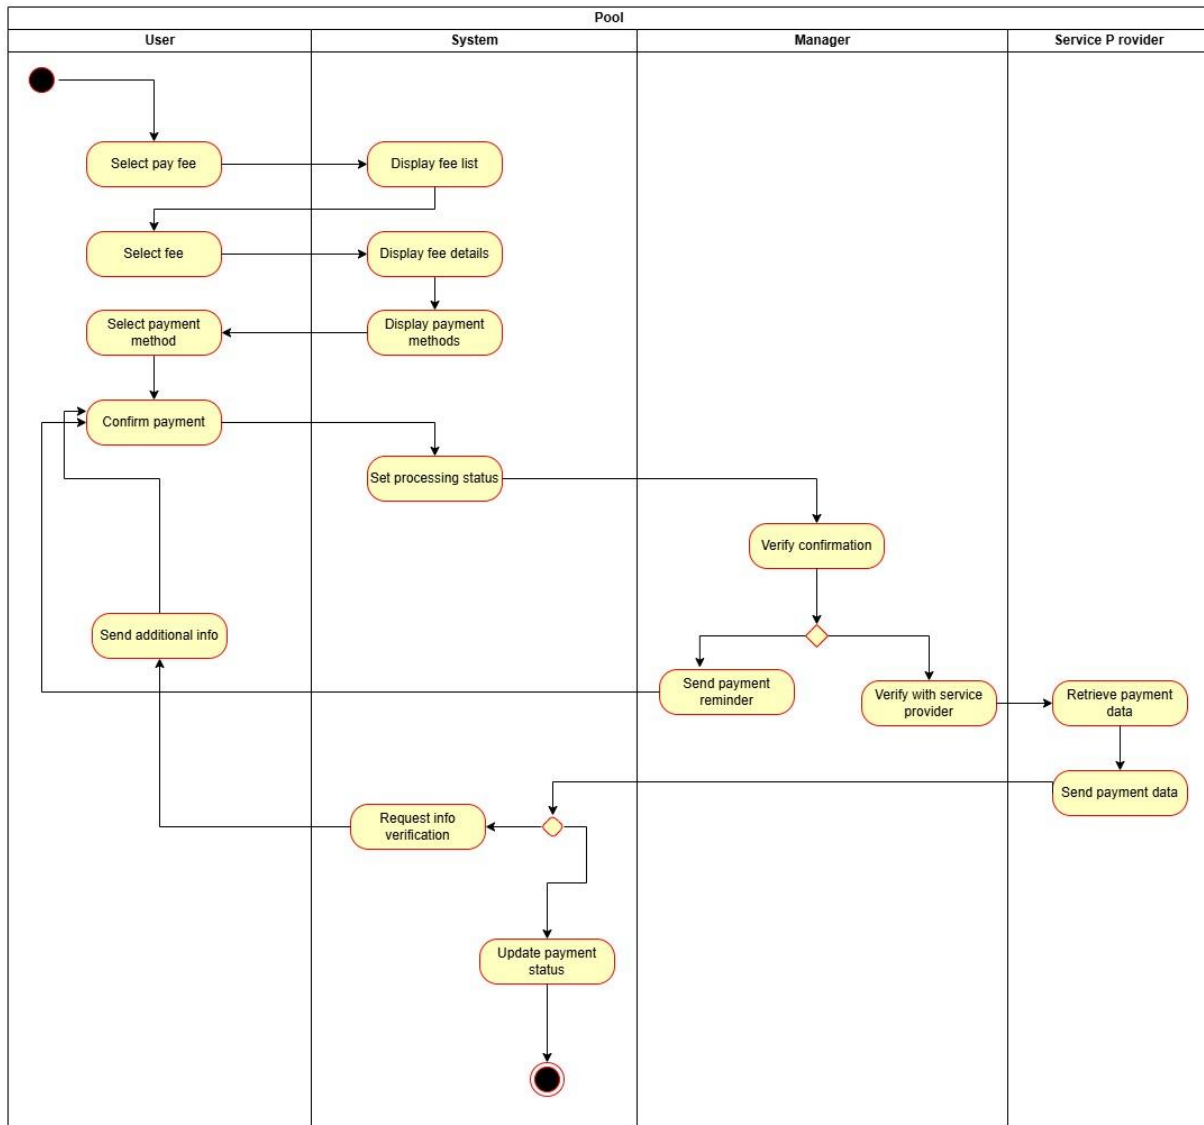 Pool
User
System
Manager
Service P rovider
Select pay fee
Display fee list
Select fee
Display fee details
Select payment
method
Display payment
methods
Confirm payment
Set processing status
Verify confirmation
Send additional info
Send payment
reminder
Verify with service
provider
Retrieve payment
data
Send payment data
Request info
verification
Update payment
status